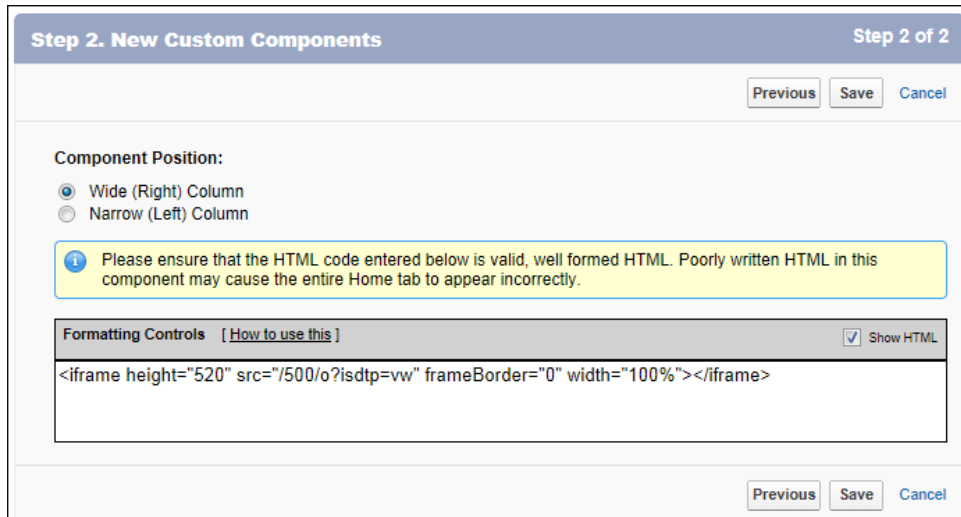 Step 2. New Custom Components
Step 2 of 2
Previous
Save
Cancel
Component Position:
Wide (Right) Column
Narrow (Left) Column
Please ensure that the HTML code entered below is valid, well formed HTML. Poorly written HTML in this
component may cause the entire Home tab to appear incorrectly.
Formatting Controls [ How to use this ]
Show HTML
<iframe height="520" src="/500/o?isdtp=vw" frameBorder="0" width="100%"></iframe>
Previous
Save
Cancel